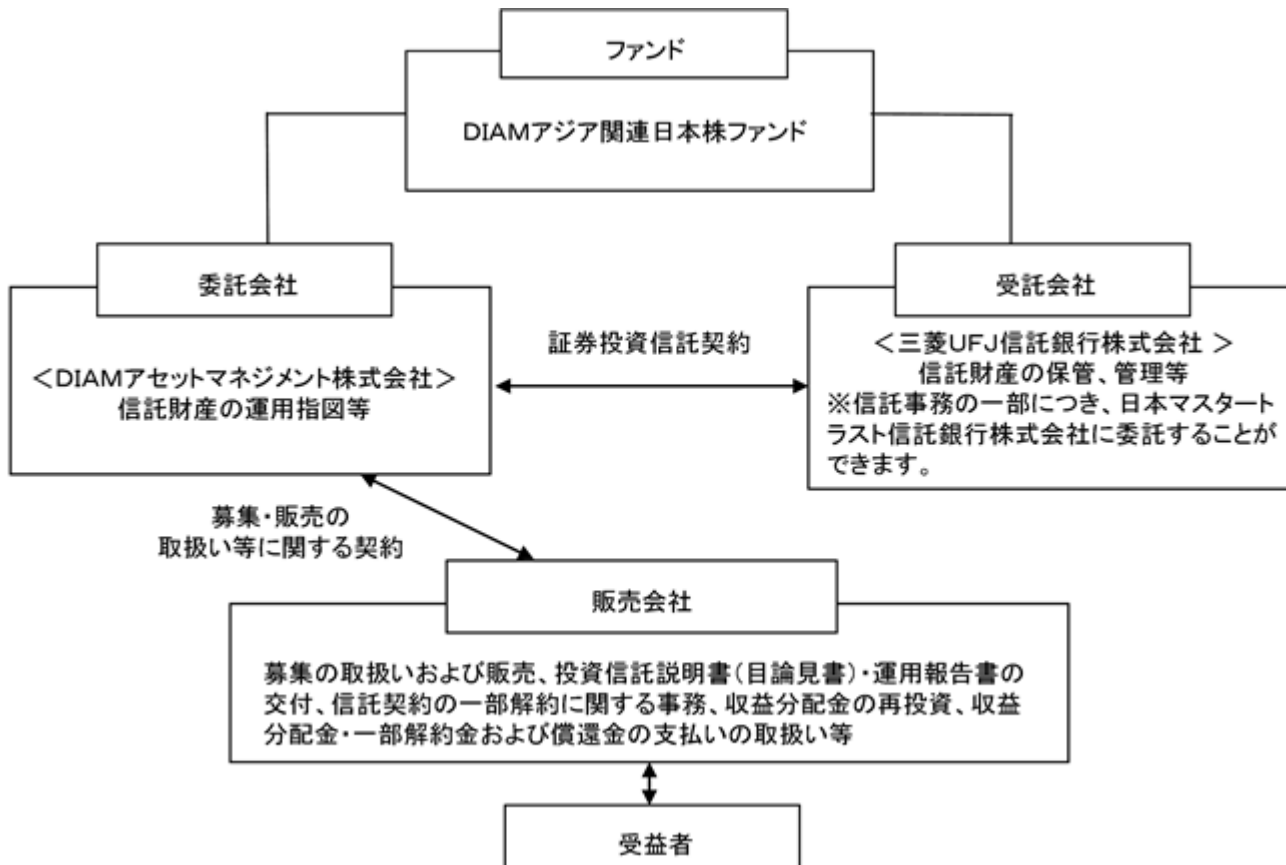 ファンド
DIAMアジア関連日本株ファンド
委託会社
＜DIAMアセットマネジメント株式会社＞
信託財産の運用指図等
証券投資信託契約
受託会社
＜三菱UFJ信託銀行株式会社 ＞
信託財産の保管、管理等
※信託事務の一部につき、日本マスタート
ラスト信託銀行株式会社に委託することが
できます。
募集・販売の
取扱い等に関する契約
販売会社
募集の取扱いおよび販売、投資信託説明書(目論見書)・運用報告書の
交付、信託契約の一部解約に関する事務、収益分配金の再投資、収益
分配金・一部解約金および償還金の支払いの取扱い等
受益者